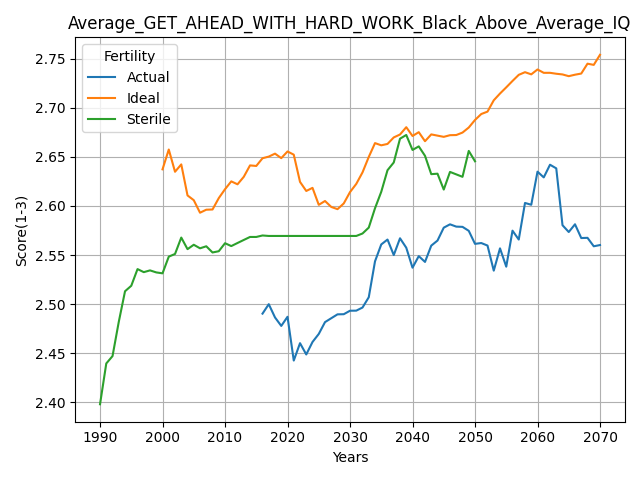 Average_GET_AHEAD_WITH_HARD_WORK_Black_Above_Average_IQ
Fertility
Actual
Ideal
Sterile
Score(1-3)
2.75
2.70
2.65
2.60
2.55
2.50
2.45
2.40
1990 2000 2010 2020 2030 2040 2050 2060 2070
Years